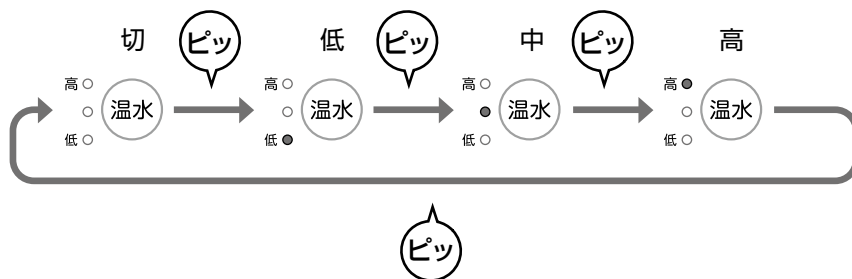 切 ピッ 低 ピッ 中 ピッ 高
高 高 高 高
温水 温水 温水 温水
低 低 低 低
ピッ